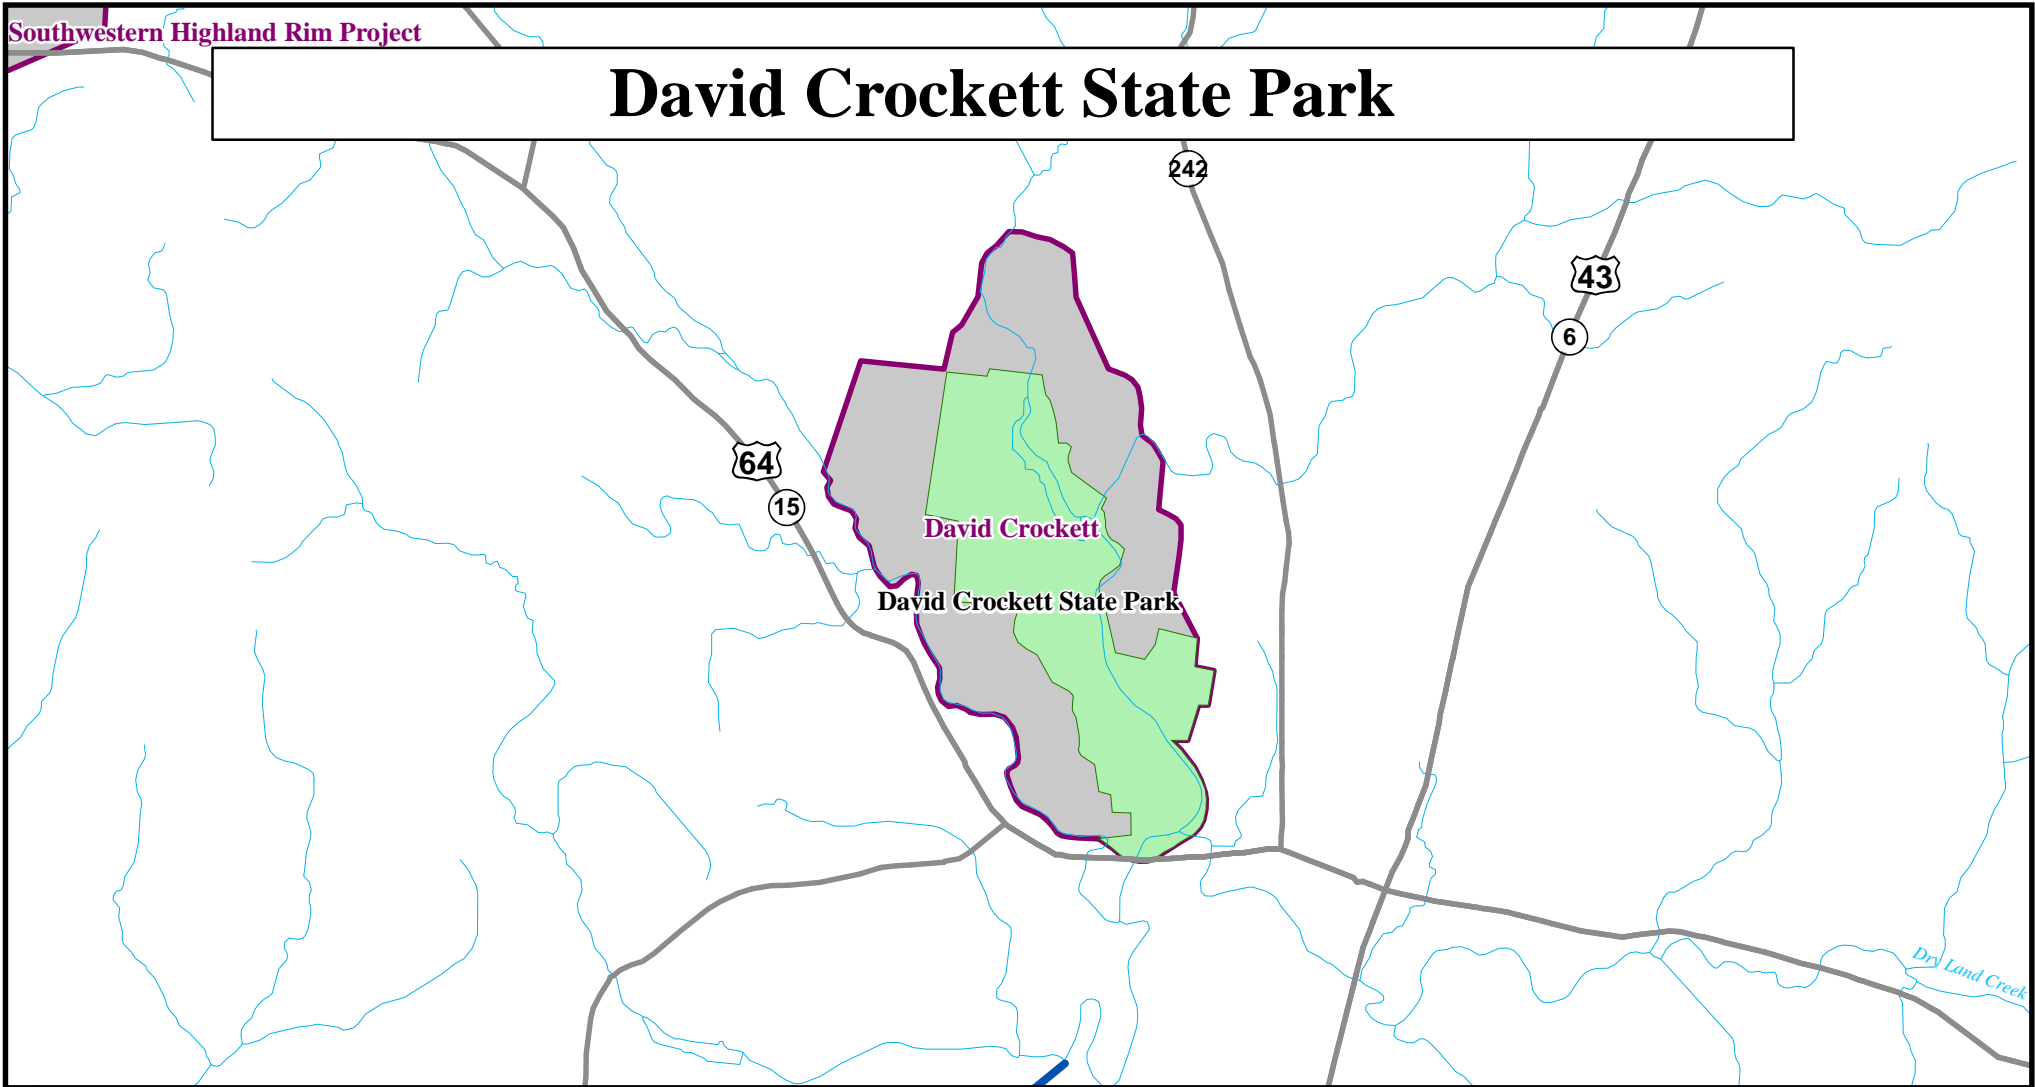 Southwestern Highland Rim Project
David Crockett State Park
242
43
6
64
15
David Crockett
David Crockett State Park
Dry Land Creek